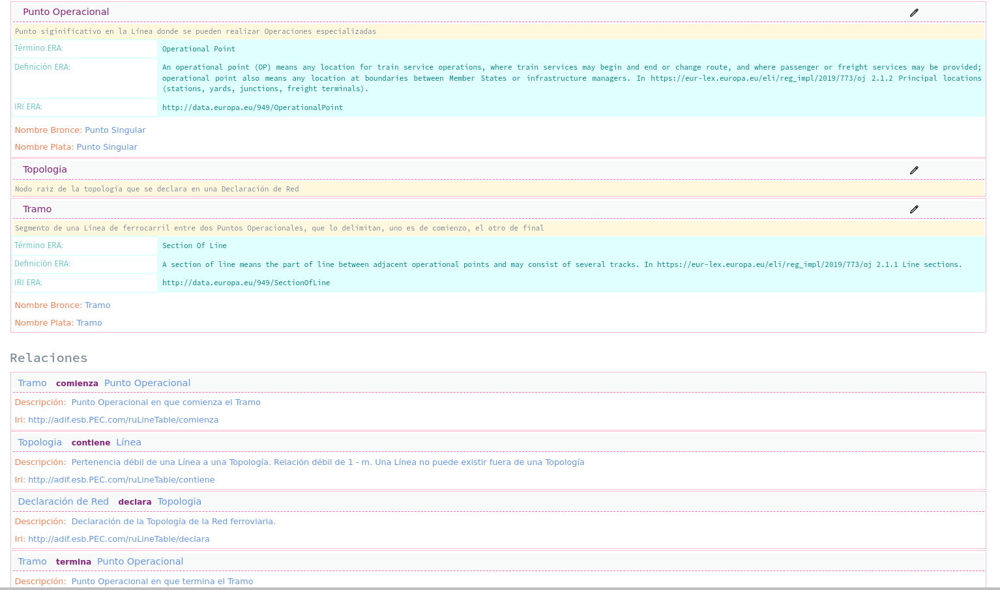 Punto Operacional
Punto siginificativo en la Línea donde se pueden realizar Operaciones especializadas
Término ERA:
Operational Point
Definición ERA:
An operational point (OP) means any location for train service operations, where train services may begin and end or change route, and where passenger or freight services may be provided;
operational point also means any location at boundaries between Member States or infrastructure managers. In https://eur-lex.europa.eu/eli/reg_impl/2019/773/oj 2.1.2 Principal locations
(stations, yards, junctions, freight terminals).
IRI ERA:
http://data.europa.eu/949/OperationalPoint
Nombre Bronce: Punto Singular
Nombre Plata: Punto Singular
Topologia
Nodo raiz de la topología que se declara en una Declaración de Red
Tramo
Segmento de una Línea de ferrocarril entre dos Puntos Operacionales, que lo delimitan, uno es de comienzo, el otro de final
Término ERA:
Section Of Line
Definición ERA:
A section of line means the part of line between adjacent operational points and may consist of several tracks. In https://eur-lex.europa.eu/eli/reg_impl/2019/773/oj 2.1.1 Line sections.
IRI ERA:
http://data.europa.eu/949/SectionOfLine
Nombre Bronce: Tramo
Nombre Plata: Tramo
Relaciones
Tramo comienza Punto Operacional
Descripción: Punto Operacional en que comienza el Tramo
Iri: http://adif.esb.PEC.com/ruLineTable/comienza
Topologia contiene Línea
Descripción: Pertenencia débil de una Línea a una Topología. Relación débil de 1 - m. Una Línea no puede existir fuera de una Topología
Iri: http://adif.esb.PEC.com/ruLineTable/contiene
Declaración de Red declara Topologia
Descripción: Declaración de la Topología de la Red ferroviaria.
Iri: http://adif.esb.PEC.com/ruLineTable/declara
Tramo termina Punto Operacional
Descripción: Punto Operacional en que termina el Tramo